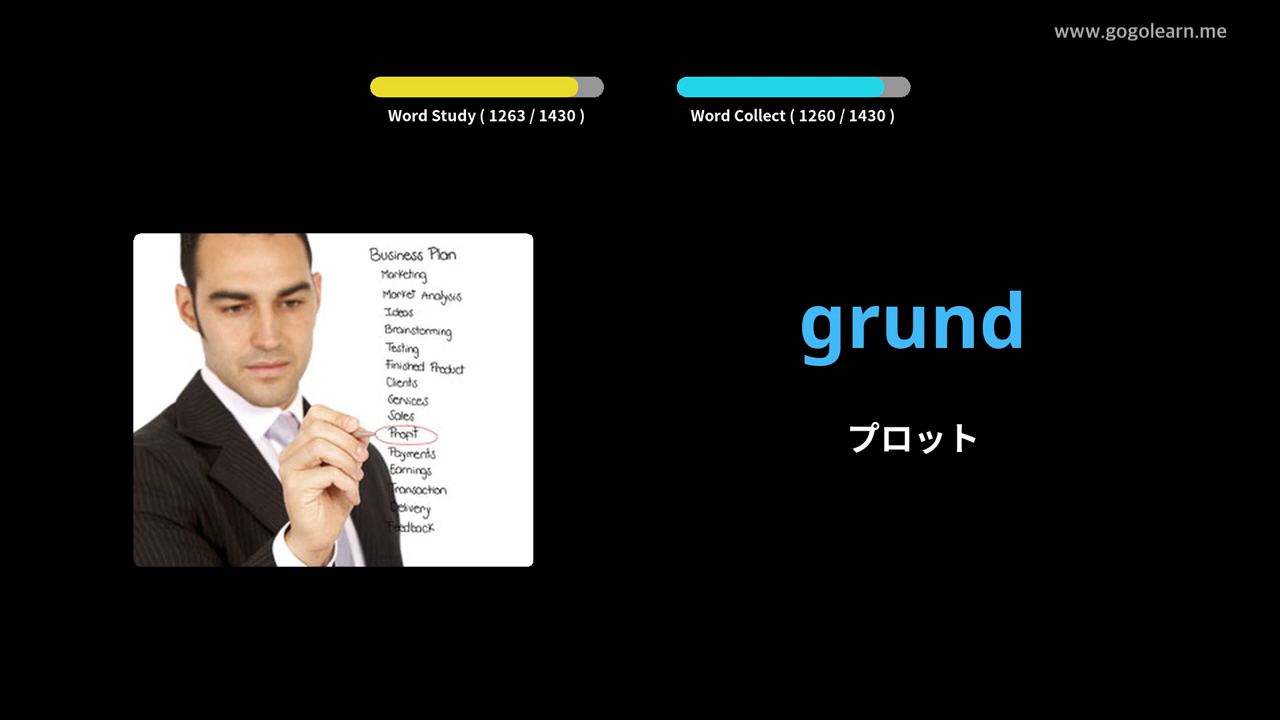 www.gogolearn.me
Word Study ( 1263 / 1430 )
Word Collect ( 1260 / 1430 )
Business Plan
Marketing
Market Analysis
Ideas
Brainstorming
Testing
Finished Product
Clients
Services
Sales
Profit
Payments
Earnings
Transaction
Delivery
Feedback
grund
プロット